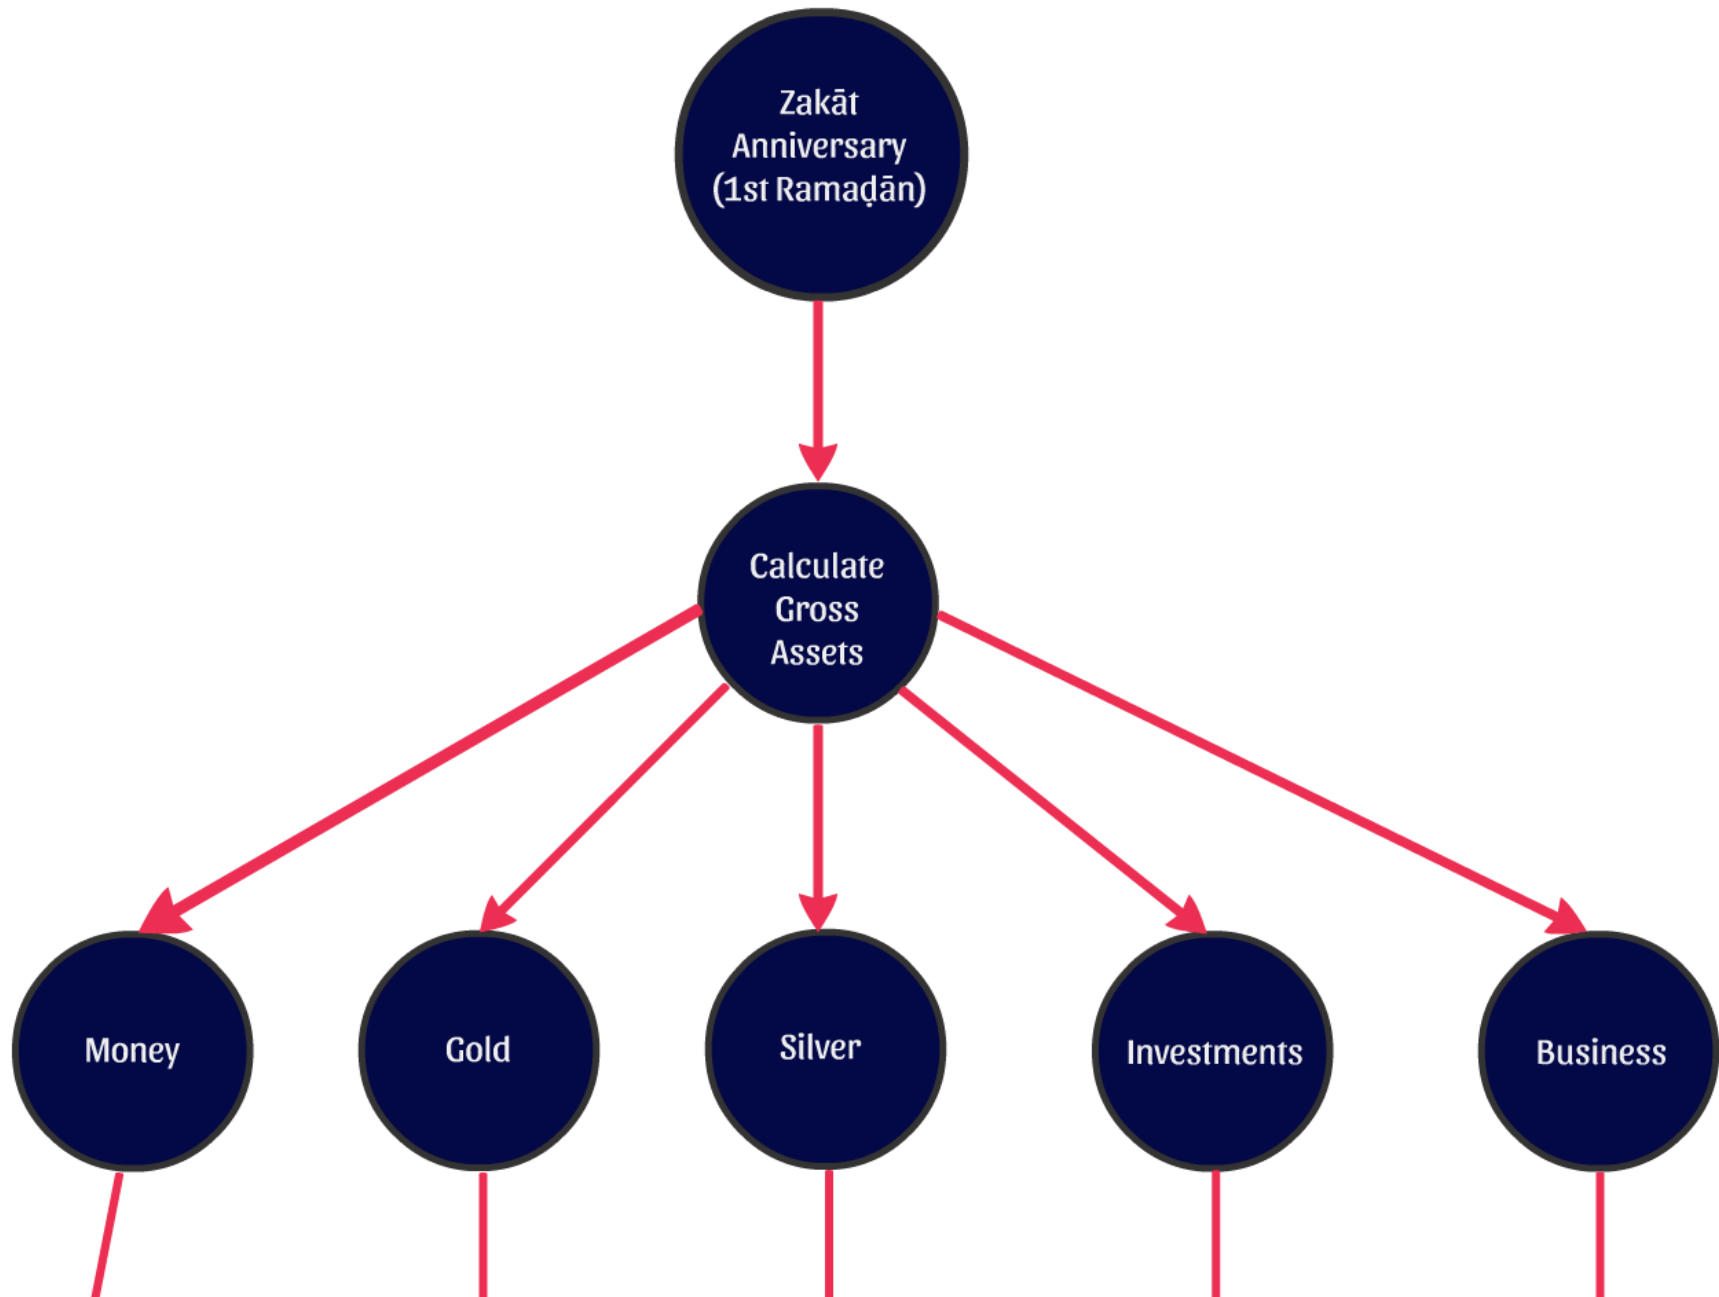 Zakāt
Anniversary
(1st Ramaḍān)
Calculate
Gross
Assets
Money
Gold
Silver
Investments
Business